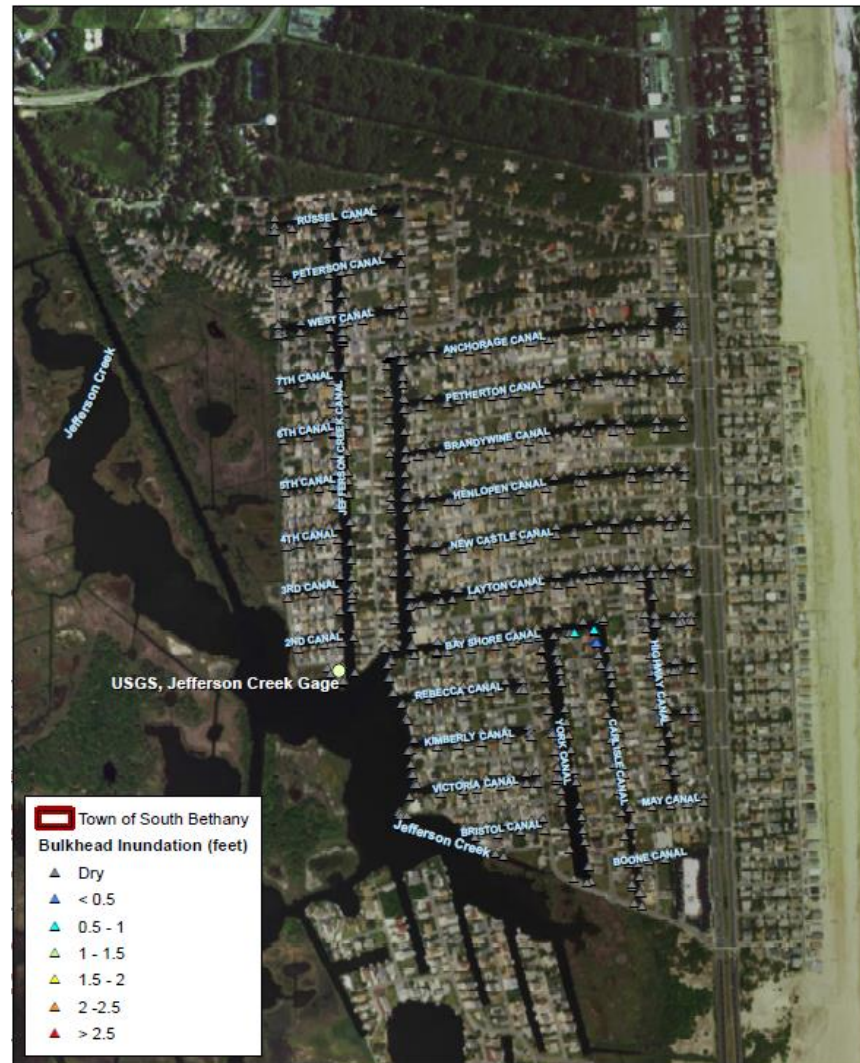 RUSSEL CANAL
PETERSON CANAL
WEST CANAL
ANCHORAGE CANAL
7TH CANAL
PETHERTON CANAL
Jefferson Creek
JEFFERSON CREEK CANAL
6TH CANAL
BRANDYWINE CANAL
5TH CANAL
HENLOPEN CANAL
4TH CANAL
NEW CASTLE CANAL
3RD CANAL
LAYTON CANAL
2ND CANAL
BAY SHORE CANAL
HIGHWAY CANAL
USGS, Jefferson Creek Gage
REBECCA CANAL
YORK CANAL
CARLISLE CANAL
KIMBERLY CANAL
VICTORIA CANAL
MAY CANAL
Jefferson Creek
BRISTOL CANAL
BOONE CANAL
Town of South Bethany
Bulkhead Inundation (feet)
Dry
< 0.5
0.5 - 1
1 - 1.5
1.5 - 2
2 -2.5
> 2.5